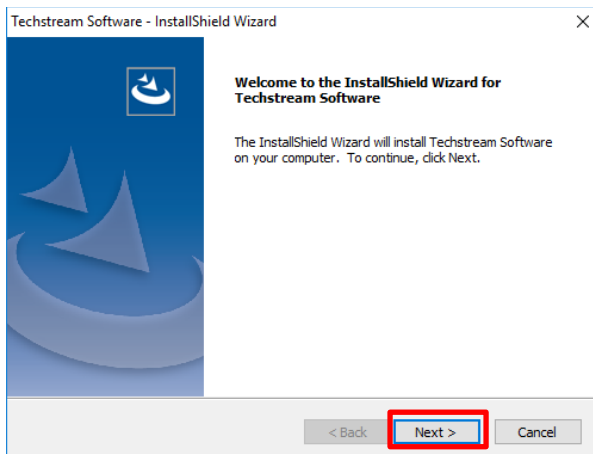 Techstream Software - InstallShield Wizard
Welcome to the InstallShield Wizard for
Techstream Software
The InstallShield Wizard will install Techstream Software
on your computer. To continue, click Next.
< Back Next > Cancel